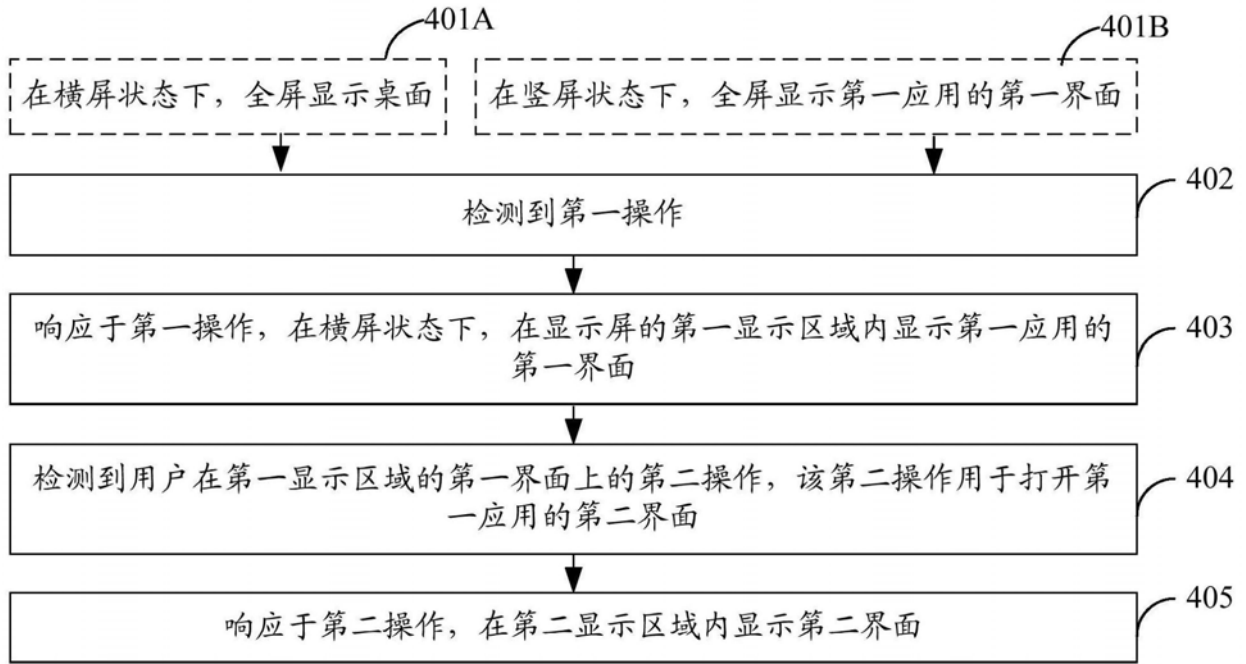 401A
401B
在横屏状态下，全屏显示桌面
在竖屏状态下，全屏显示第一应用的第一界面
402
检测到第一操作
响应于第一操作，在横屏状态下，在显示屏的第一显示区域内显示第一应用的
第一界面
403
检测到用户在第一显示区域的第一界面上的第二操作，该第二操作用于打开第
一应用的第二界面
404
405
响应于第二操作，在第二显示区域内显示第二界面